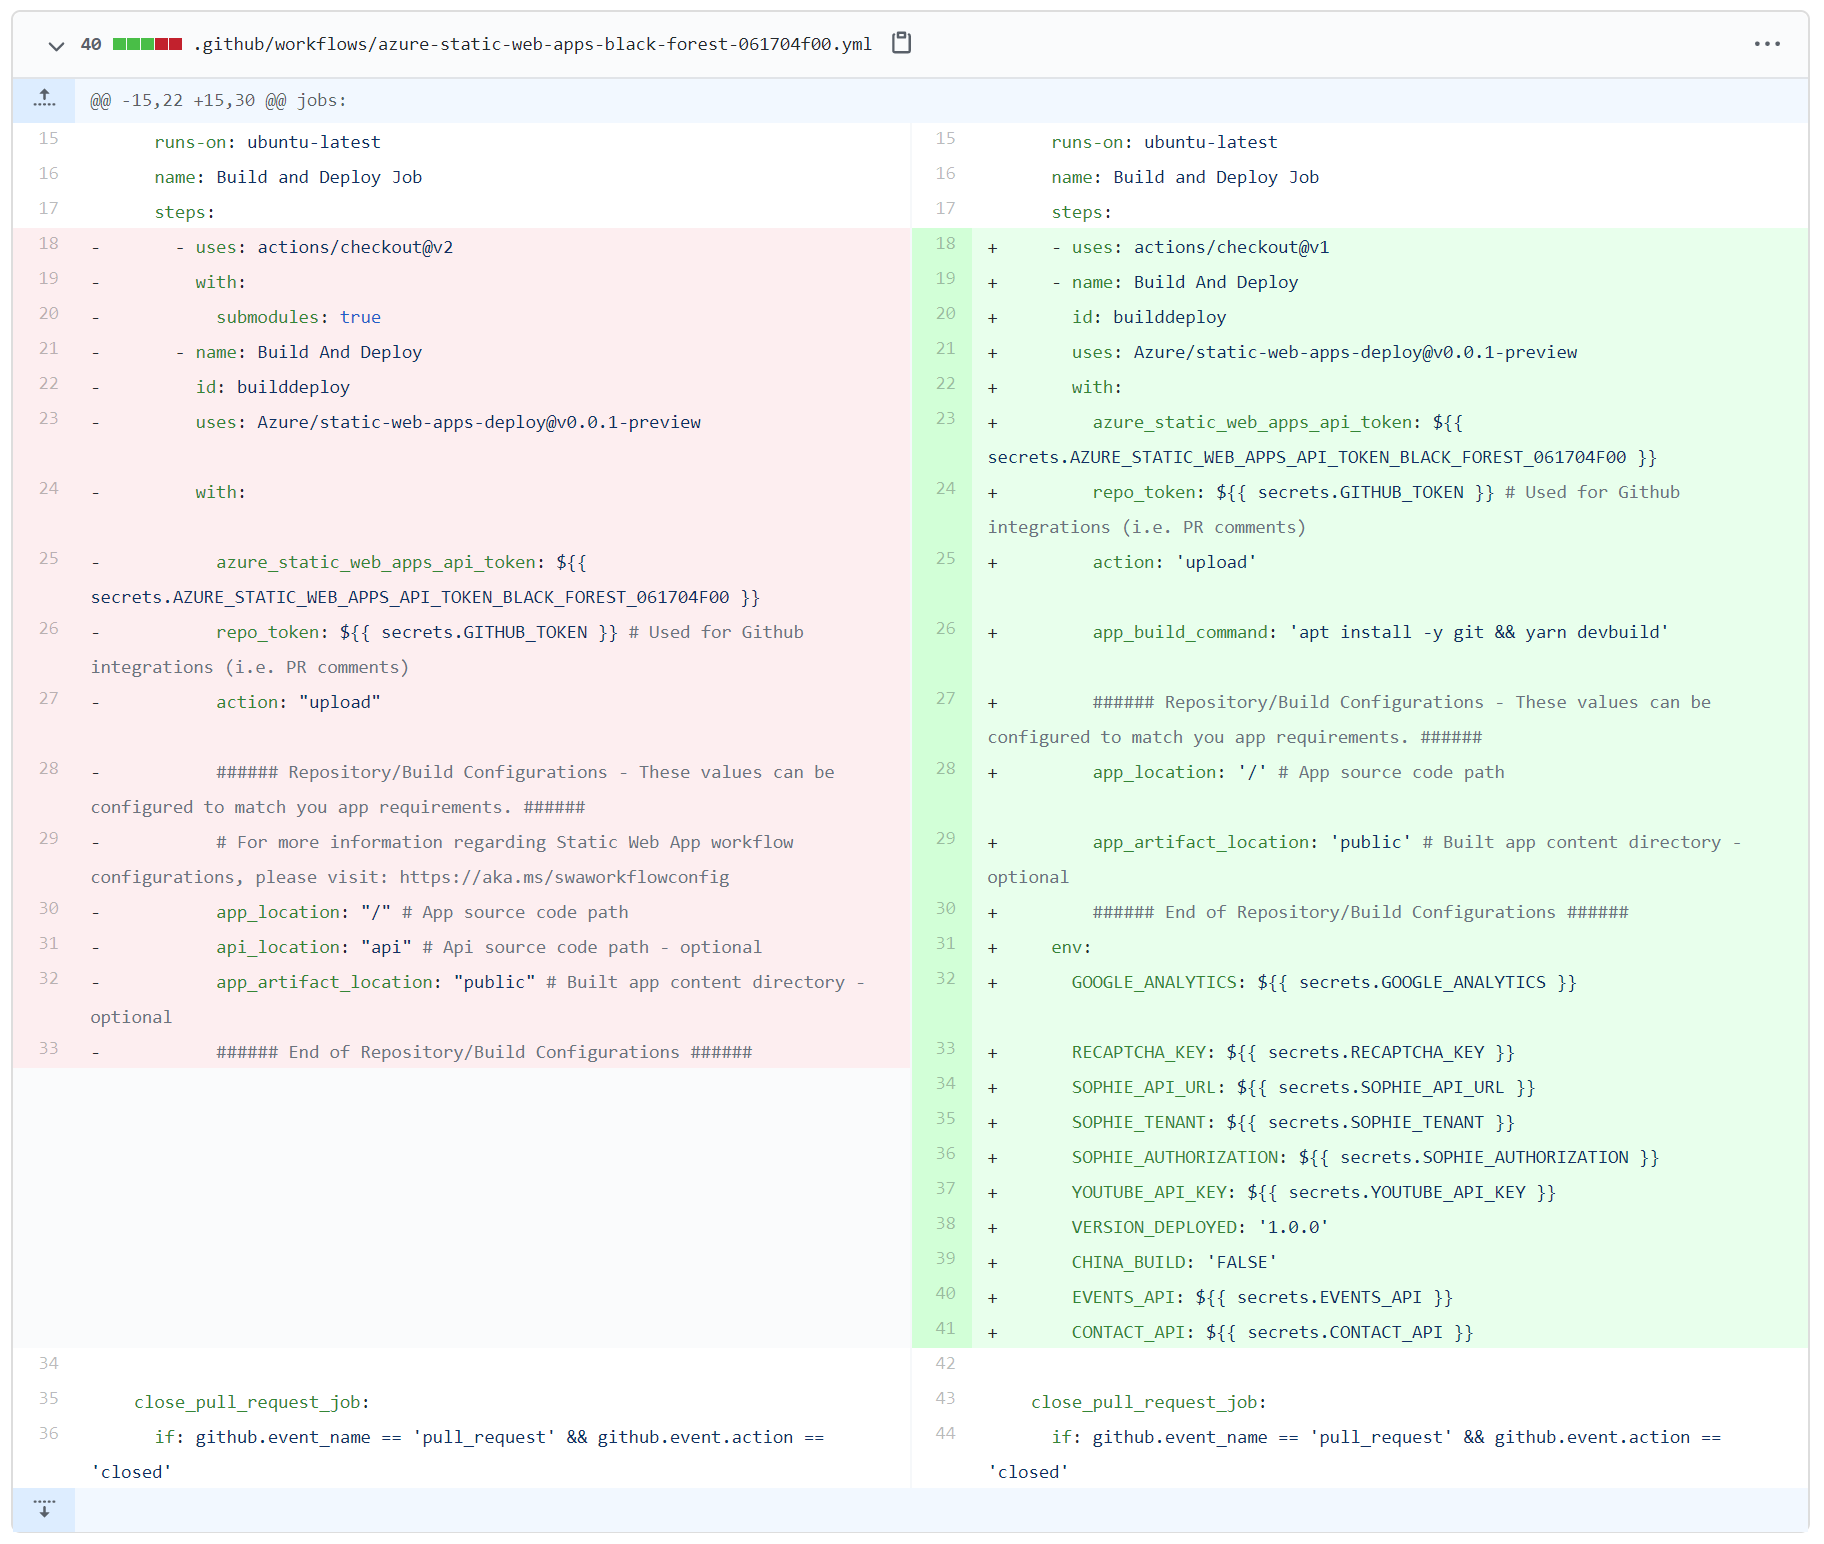 40 .github/workflows/azure-static-web-apps-black-forest-061704f00.yml
@@ -15,22 +15,30 @@ jobs:
15 runs-on: ubuntu-latest
16 name: Build and Deploy Job
17 steps:
18 - - uses: actions/checkout@v2
19 - with:
20 - submodules: true
21 - - name: Build And Deploy
22 - id: builddeploy
23 - uses: Azure/static-web-apps-deploy@v0.0.1-preview
24 - with:
25 - azure_static_web_apps_api_token: ${{
secrets.AZURE_STATIC_WEB_APPS_API_TOKEN_BLACK_FOREST_061704F00 }}
26 - repo_token: ${{ secrets.GITHUB_TOKEN }} # Used for Github
integrations (i.e. PR comments)
27 - action: "upload"
28 - ###### Repository/Build Configurations - These values can be
configured to match you app requirements. ######
29 - # For more information regarding Static Web App workflow
configurations, please visit: https://aka.ms/swaworkflowconfig
30 - app_location: "/" # App source code path
31 - api_location: "api" # Api source code path - optional
32 - app_artifact_location: "public" # Built app content directory -
optional
33 - ###### End of Repository/Build Configurations ######
34
35 close_pull_request_job:
36 if: github.event_name == 'pull_request' && github.event.action ==
'closed'
15 runs-on: ubuntu-latest
16 name: Build and Deploy Job
17 steps:
18 + - uses: actions/checkout@v1
19 + - name: Build And Deploy
20 + id: builddeploy
21 + uses: Azure/static-web-apps-deploy@v0.0.1-preview
22 + with:
23 + azure_static_web_apps_api_token: ${{
secrets.AZURE_STATIC_WEB_APPS_API_TOKEN_BLACK_FOREST_061704F00 }}
24 + repo_token: ${{ secrets.GITHUB_TOKEN }} # Used for Github
integrations (i.e. PR comments)
25 + action: 'upload'
26 + app_build_command: 'apt install -y git && yarn devbuild'
27 + ###### Repository/Build Configurations - These values can be
configured to match you app requirements. ######
28 + app_location: '/' # App source code path
29 + app_artifact_location: 'public' # Built app content directory -
optional
30 + ###### End of Repository/Build Configurations ######
31 + env:
32 + GOOGLE_ANALYTICS: ${{ secrets.GOOGLE_ANALYTICS }}
33 + RECAPTCHA_KEY: ${{ secrets.RECAPTCHA_KEY }}
34 + SOPHIE_API_URL: ${{ secrets.SOPHIE_API_URL }}
35 + SOPHIE_TENANT: ${{ secrets.SOPHIE_TENANT }}
36 + SOPHIE_AUTHORIZATION: ${{ secrets.SOPHIE_AUTHORIZATION }}
37 + YOUTUBE_API_KEY: ${{ secrets.YOUTUBE_API_KEY }}
38 + VERSION_DEPLOYED: '1.0.0'
39 + CHINA_BUILD: 'FALSE'
40 + EVENTS_API: ${{ secrets.EVENTS_API }}
41 + CONTACT_API: ${{ secrets.CONTACT_API }}
42
43 close_pull_request_job:
44 if: github.event_name == 'pull_request' && github.event.action ==
'closed'